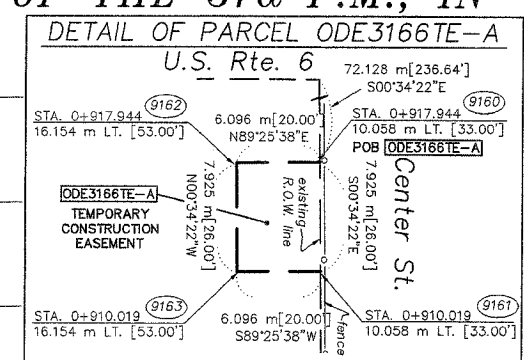 OF THE 3rd P.M., IN
DETAIL OF PARCEL ODE3166TE-A
U.S. Rte. 6
72.128 m[236.64']
S00°34'22"E
9162
STA. 0+917.944
16.154 m LT. [53.00']
6.096 m[20.00']
N89°25'38"E
9160
STA. 0+917.944
10.058 m LT. [33.00']
POB ODE3166TE-A
ODE3166TE-A
TEMPORARY
CONSTRUCTION
EASEMENT
7.925 m[26.00']
N00°34'22"W
existing
R.O.W. line
7.925 m[26.00']
S00°34'22"E
Center St.
9163
STA. 0+910.019
16.154 m LT. [53.00']
6.096 m[20.00']
S89°25'38"W
fence
9161
STA. 0+910.019
10.058 m LT. [33.00']